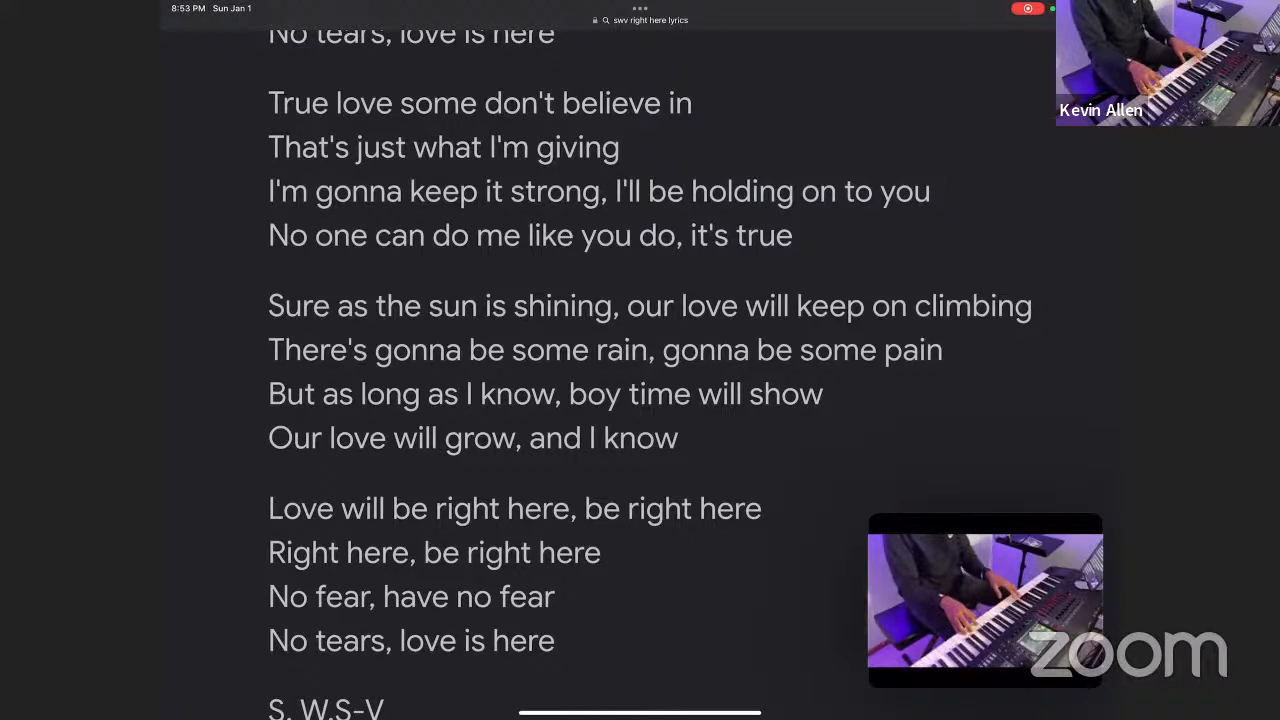 8:53 PM Sun Jan 1
swv right here lyrics
No tears, love is here
Kevin Allen
True love some don't believe in
That's just what I'm giving
I'm gonna keep it strong, I'll be holding on to you
No one can do me like you do, it's true
Sure as the sun is shining, our love will keep on climbing
There's gonna be some rain, gonna be some pain
But as long as I know, boy time will show
Our love will grow, and I know
Love will be right here, be right here
Right here, be right here
No fear, have no fear
No tears, love is here
zoom
S. W.S-V